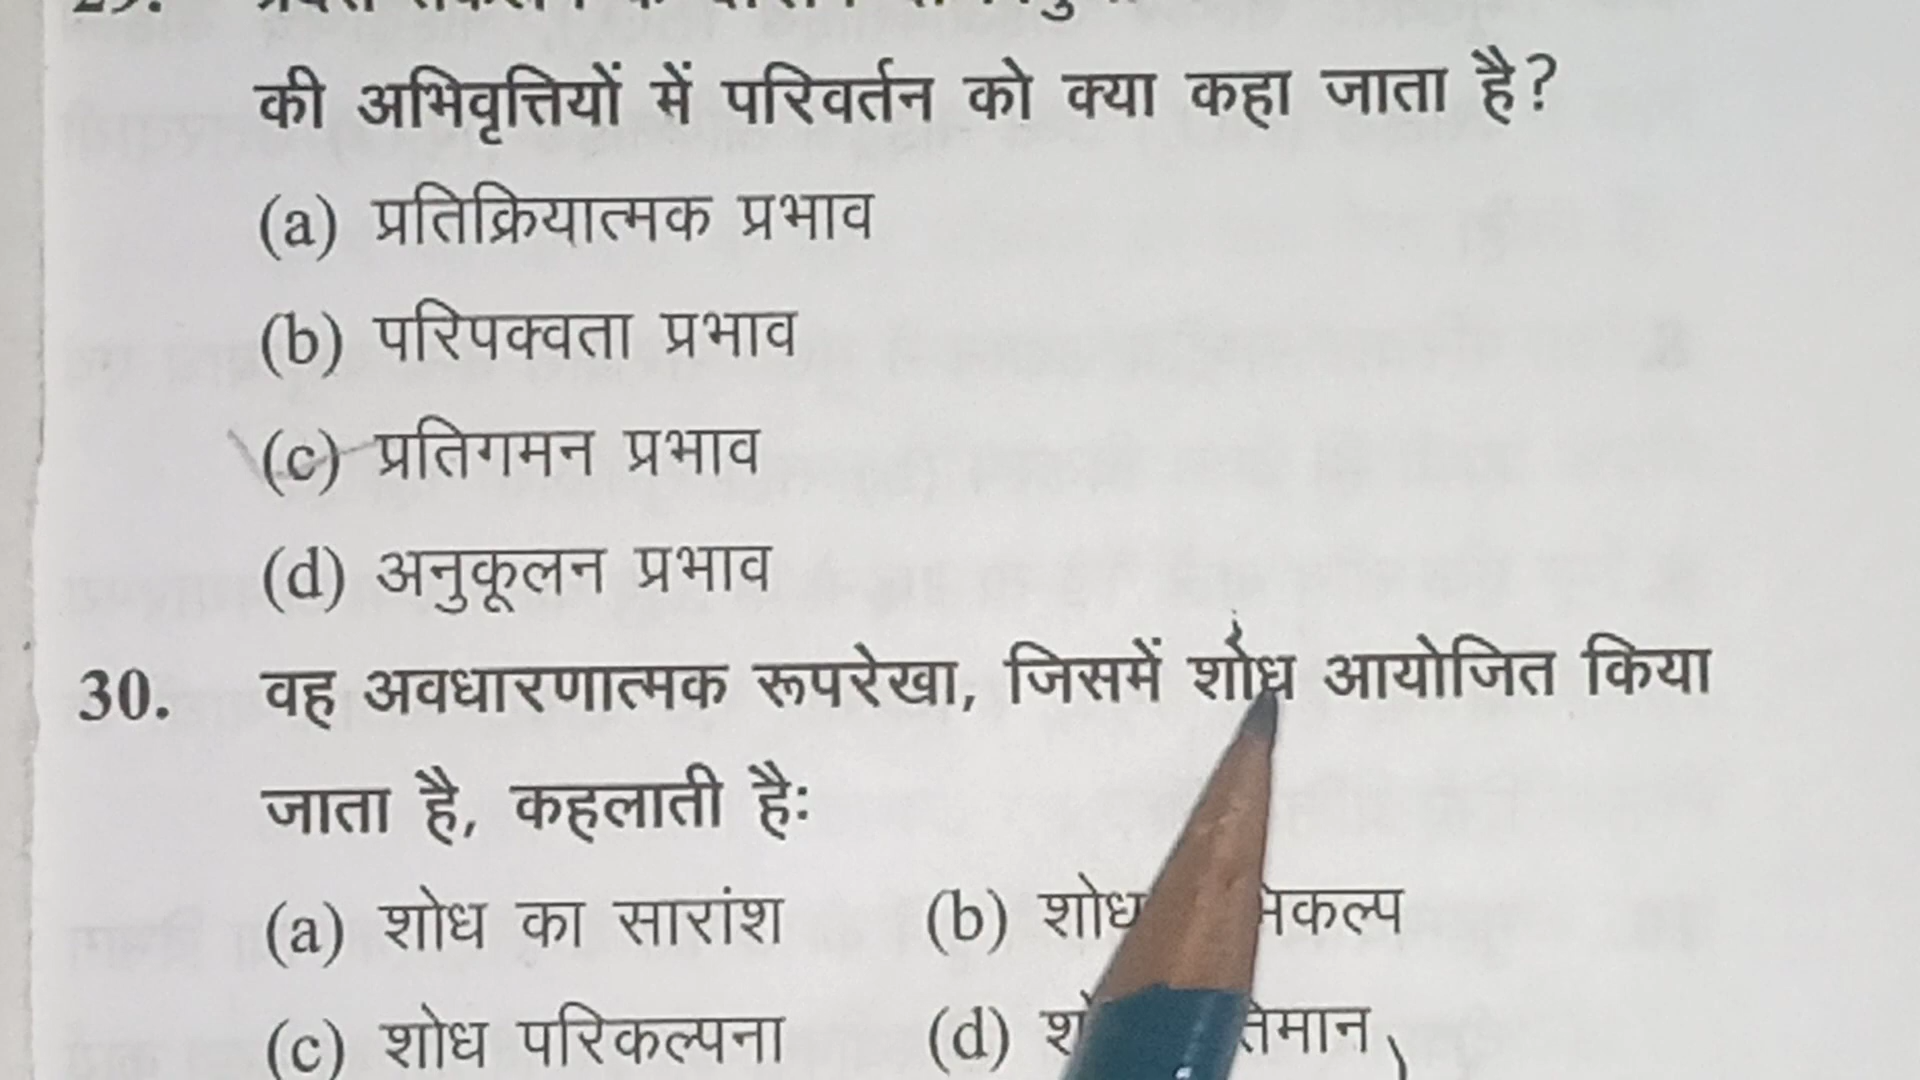 की अभिवृत्तियों में परिवर्तन को क्या कहा जाता है?
(a) प्रतिक्रियात्मक प्रभाव
(b) परिपक्वता प्रभाव
(c) प्रतिगमन प्रभाव
(d) अनुकूलन प्रभाव
30. वह अवधारणात्मक रूपरेखा, जिसमें शोध आयोजित किया
जाता है, कहलाती है:
(a) शोध का सारांश (b) शोध
(c) शोध परिकल्पना (d)